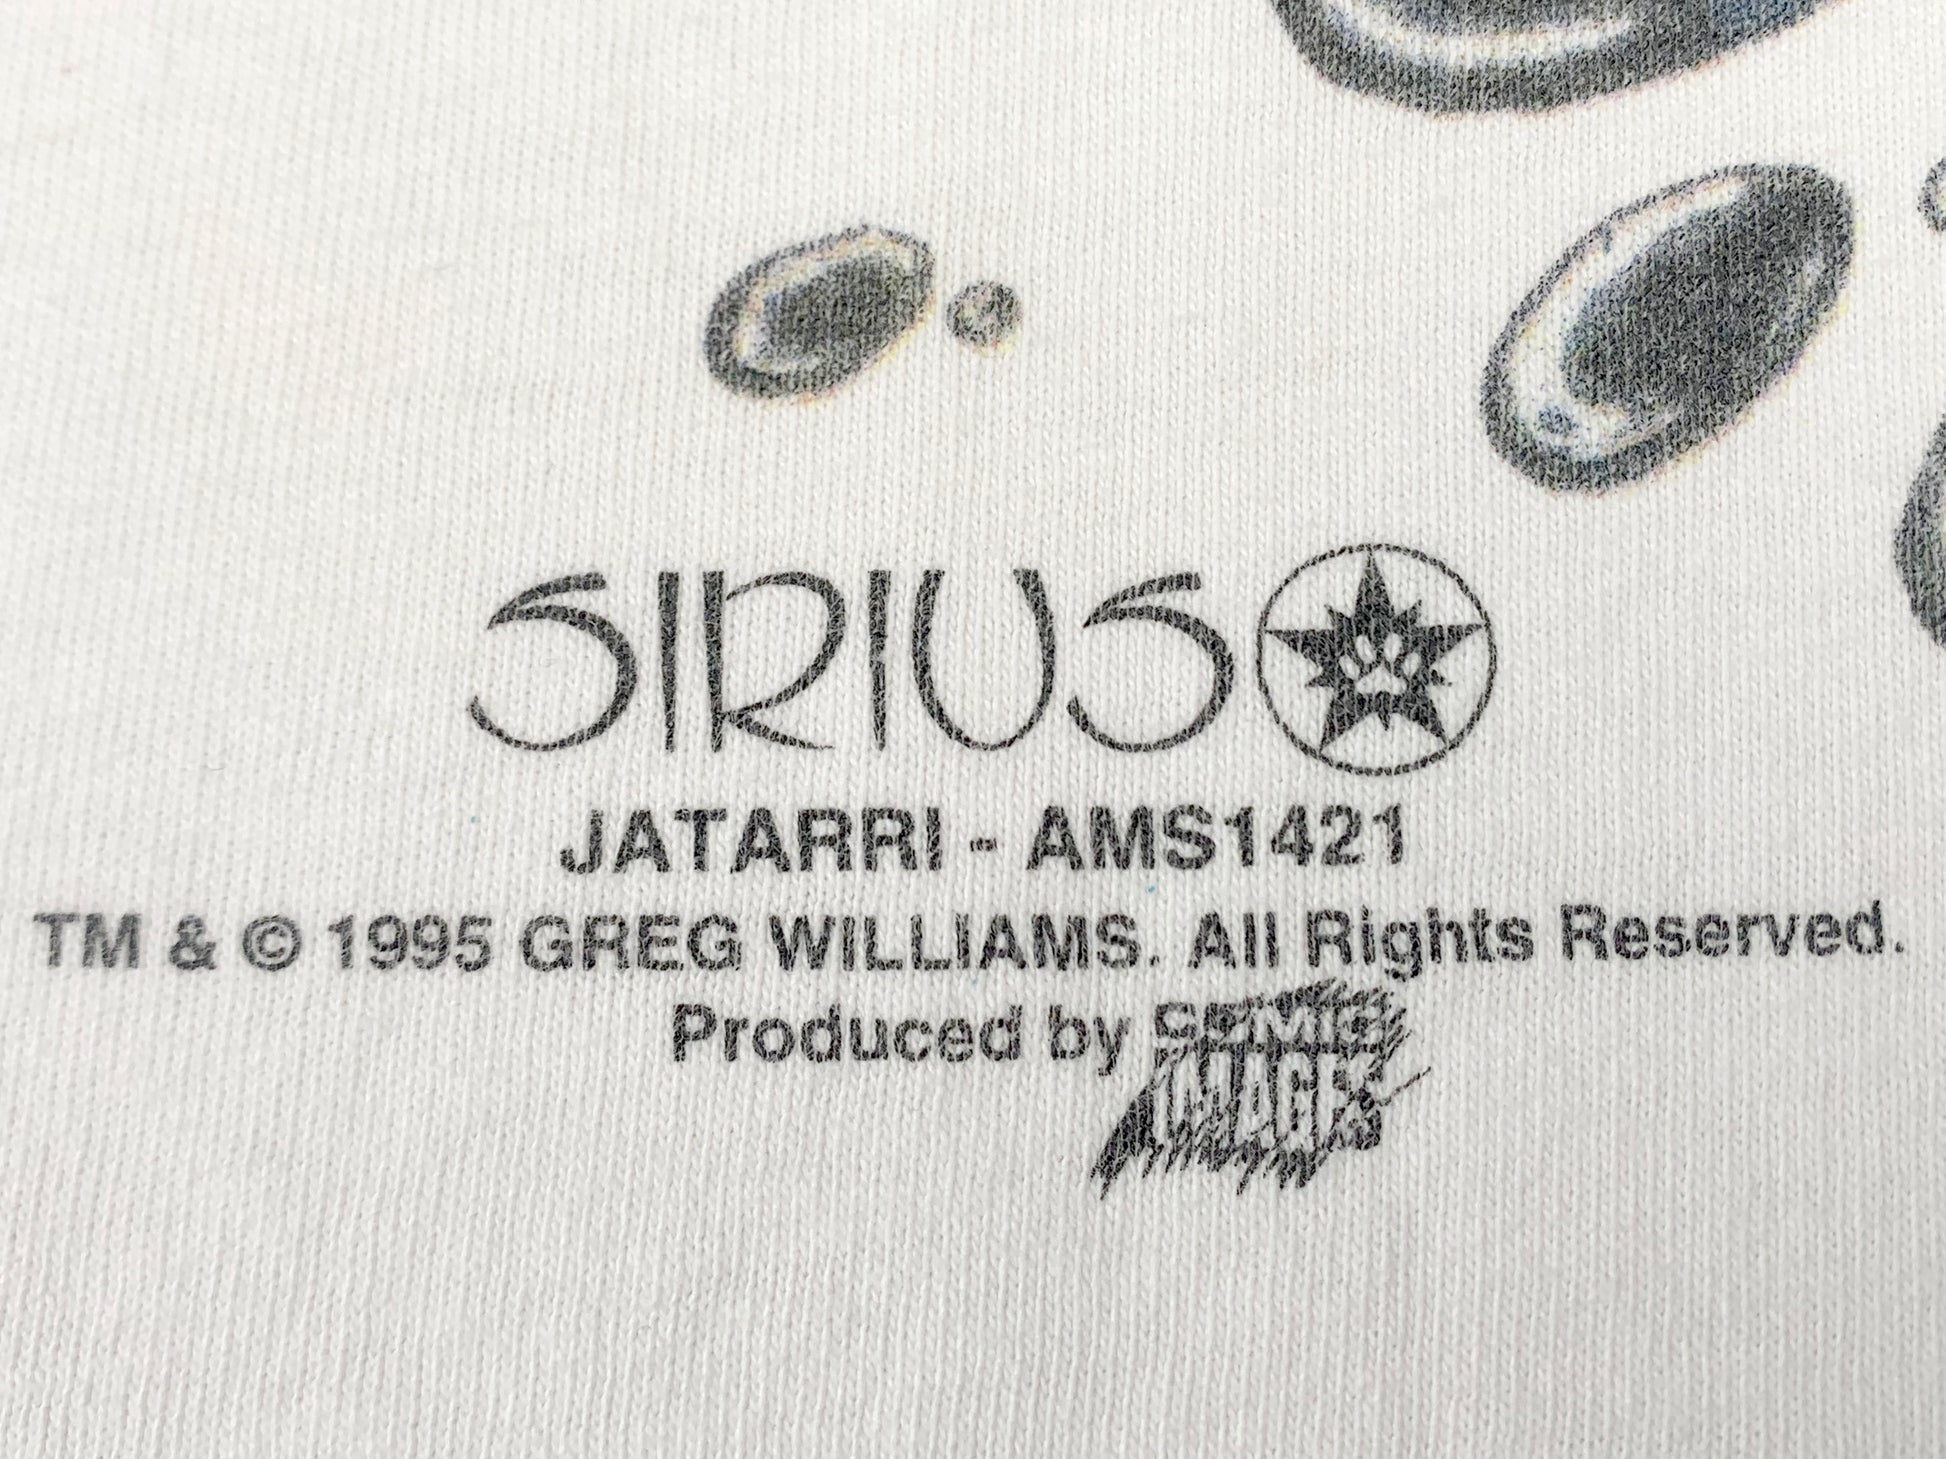 SIRIUS
JATARRI - AMS1421
TM & © 1995 GREG WILLIAMS. All Rights Reserved.
Produced by